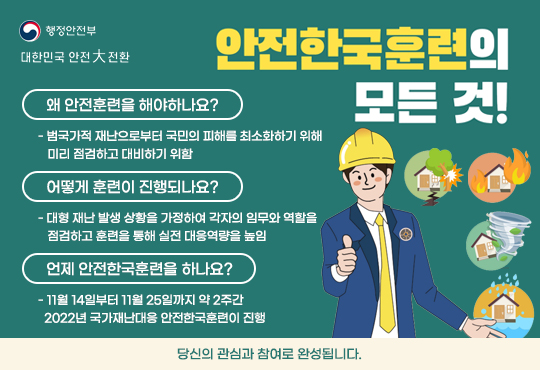 행정안전부
대한민국 안전 大 전환
안전한국훈련의
모든 것!
왜 안전훈련을 해야하나요?
- 범국가적 재난으로부터 국민의 피해를 최소화하기 위해
미리 점검하고 대비하기 위함
어떻게 훈련이 진행되나요?
- 대형 재난 발생 상황을 가정하여 각자의 임무와 역할을
점검하고 훈련을 통해 실전 대응역량을 높임
언제 안전한국훈련을 하나요?
- 11월 14일부터 11월 25일까지 약 2주간
2022년 국가재난대응 안전한국훈련이 진행
당신의 관심과 참여로 완성됩니다.